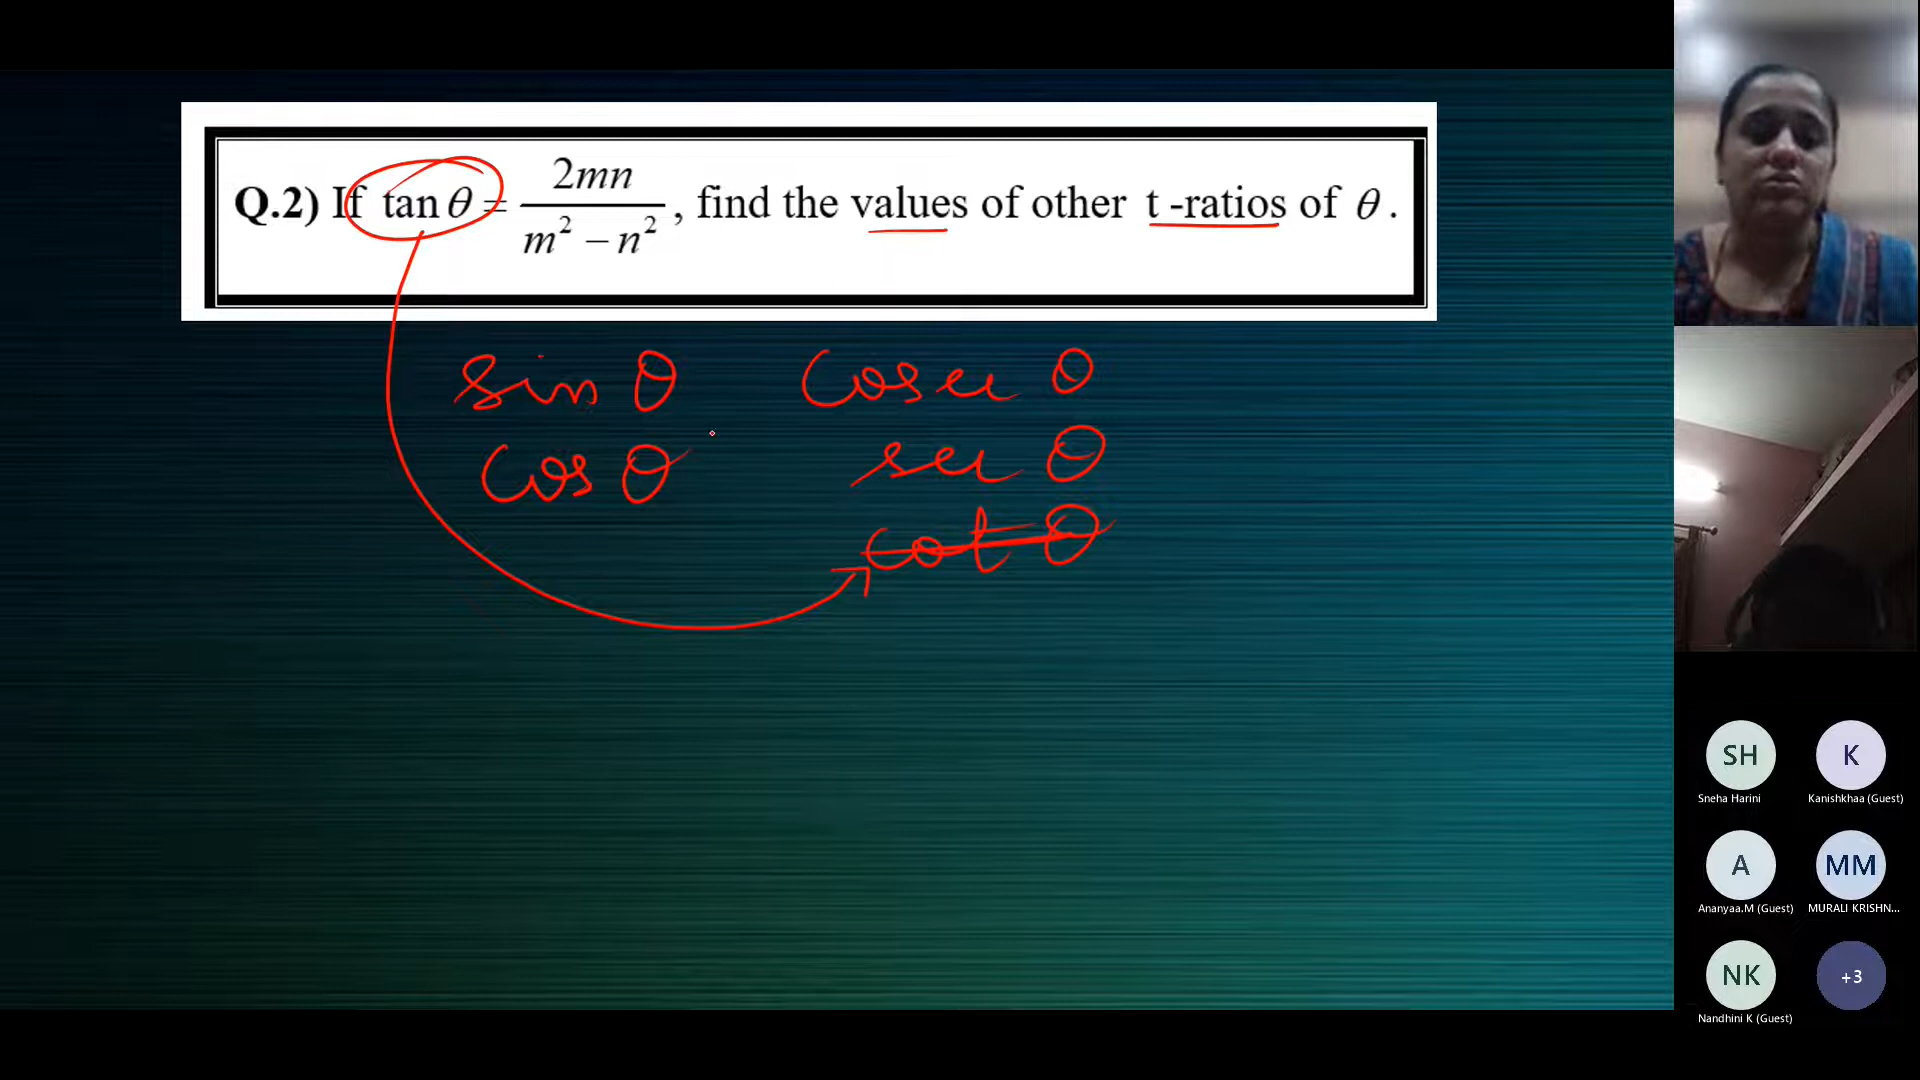 Q.2) If tan θ = 2mn / m² – n² , find the values of other t -ratios of θ .
sin θ cosec θ
cos θ sec θ
cot θ
SH K
Sneha Harini Kanishkhaa (Guest)
A MM
Ananyaa.M (Guest) MURALI KRISHN...
NK +3
Nandhini K (Guest)